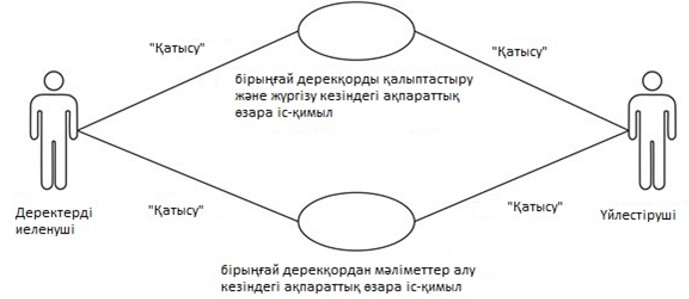 "Қатысу"
"Қатысу"
бірыңғай дерекқорды қалыптастыру
және жүргізу кезіндегі ақпараттық
өзара іс-қимыл
Деректерді
иеленуші
"Қатысу"
"Қатысу"
Үйлестіруші
бірыңғай дерекқордан мәліметтер алу
кезіндегі ақпараттық өзара іс-қимыл